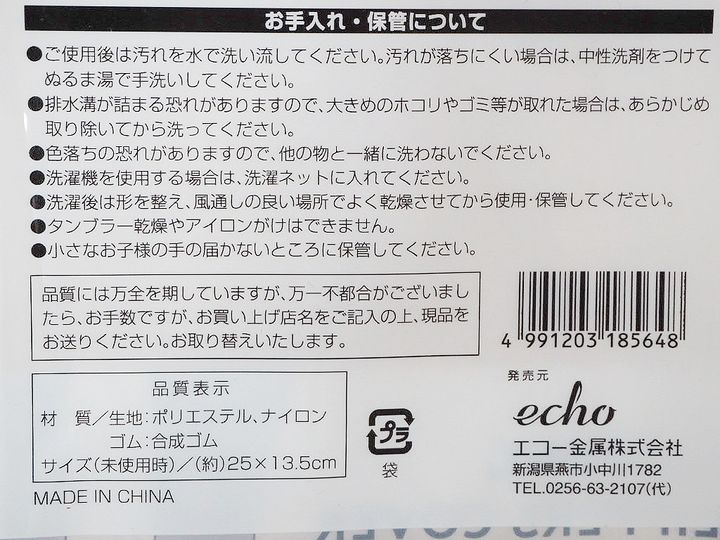 お手入れ・保管について
●ご使用後は汚れを水で洗い流してください。汚れが落ちにくい場合は、中性洗剤をつけて
ぬるま湯で手洗いしてください。
●排水溝が詰まる恐れがありますので、大きめのホコリやゴミ等が取れた場合は、あらかじめ
取り除いてから洗ってください。
●色落ちの恐れがありますので、他の物と一緒に洗わないでください。
●洗濯機を使用する場合は、洗濯ネットに入れてください。
●洗濯後は形を整え、風通しの良い場所でよく乾燥させてから使用・保管してください。
●タンブラー乾燥やアイロンがけはできません。
●小さなお子様の手の届かないところに保管してください。
品質には万全を期していますが、万一不都合がございまし
たら、お手数ですが、お買い上げ店名をご記入の上、現品を
お送りください。お取り替えいたします。
4 991203 185648
品質表示
材 質／生地：ポリエステル、ナイロン
ゴム：合成ゴム
サイズ(未使用時)／(約)25×13.5cm
MADE IN CHINA
プラ
袋
発売元
echo
エコー金属株式会社
新潟県燕市小中川1782
TEL.0256-63-2107(代)